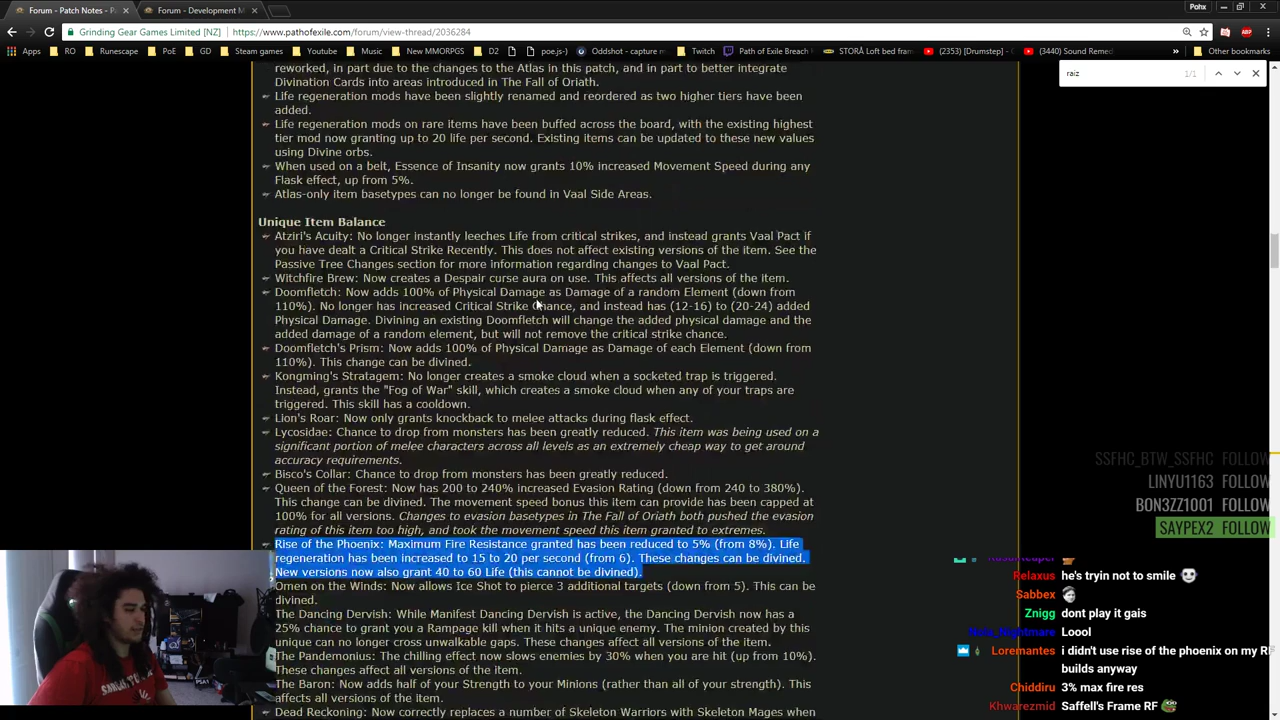 Forum - Patch Notes - P
Forum - Development M
Pohx
Grinding Gear Games Limited [NZ]
https://www.pathofexile.com/forum/view-thread/2036284
Apps
RO
Runescape
PoE
GD
Steam games
Youtube
Music
New MMORPGS
D2
poe.js-)
Oddshot - capture m
Twitch
Path of Exile Breach
STORÅ Loft bed fram
(2353) [Drumstep] -
(3440) Sound Remed
Other bookmarks
raiz
1/1
reworked, in part due to the changes to the Atlas in this patch, and in part to better integrate
Divination Cards into areas introduced in The Fall of Oriath.
Life regeneration mods have been slightly renamed and reordered as two higher tiers have been
added.
Life regeneration mods on rare items have been buffed across the board, with the existing highest
tier mod now granting up to 20 life per second. Existing items can be updated to these new values
using Divine orbs.
When used on a belt, Essence of Insanity now grants 10% increased Movement Speed during any
Flask effect, up from 5%.
Atlas-only item basetypes can no longer be found in Vaal Side Areas.
Unique Item Balance
Atziri's Acuity: No longer instantly leeches Life from critical strikes, and instead grants Vaal Pact if
you have dealt a Critical Strike Recently. This does not affect existing versions of the item. See the
Passive Tree Changes section for more information regarding changes to Vaal Pact.
Witchfire Brew: Now creates a Despair curse aura on use. This affects all versions of the item.
Doomfletch: Now adds 100% of Physical Damage as Damage of a random Element (down from
110%). No longer has increased Critical Strike Chance, and instead has (12-16) to (20-24) added
Physical Damage. Divining an existing Doomfletch will change the added physical damage and the
added damage of a random element, but will not remove the critical strike chance.
Doomfletch's Prism: Now adds 100% of Physical Damage as Damage of each Element (down from
110%). This change can be divined.
Kongming's Stratagem: No longer creates a smoke cloud when a socketed trap is triggered.
Instead, grants the "Fog of War" skill, which creates a smoke cloud when any of your traps are
triggered. This skill has a cooldown.
Lion's Roar: Now only grants knockback to melee attacks during flask effect.
Lycosidae: Chance to drop from monsters has been greatly reduced. This item was being used on a
significant portion of melee characters across all levels as an extremely cheap way to get around
accuracy requirements.
Bisco's Collar: Chance to drop from monsters has been greatly reduced.
Queen of the Forest: Now has 200 to 240% increased Evasion Rating (down from 240 to 380%).
This change can be divined. The movement speed bonus this item can provide has been capped at
100% for all versions. Changes to evasion basetypes in The Fall of Oriath both pushed the evasion
rating of this item too high, and took the movement speed this item granted to extremes.
Rise of the Phoenix: Maximum Fire Resistance granted has been reduced to 5% (from 8%). Life
regeneration has been increased to 15 to 20 per second (from 6). These changes can be divined.
New versions now also grant 40 to 60 Life (this cannot be divined).
Omen on the Winds: Now allows Ice Shot to pierce 3 additional targets (down from 5). This can be
divined.
The Dancing Dervish: While Manifest Dancing Dervish is active, the Dancing Dervish now has a
25% chance to grant you a Rampage kill when it hits a unique enemy. The minion created by this
unique can no longer cross unwalkable gaps. These changes affect all versions of the item.
The Pandemonius: The chilling effect now slows enemies by 30% when you are hit (up from 10%).
These changes affect all versions of the item.
The Baron: Now adds half of your Strength to your Minions (rather than all of your strength). This
affects all versions of the item.
Dead Reckoning: Now correctly replaces a number of Skeleton Warriors with Skeleton Mages when
SSFHC_BTW_SSFHC FOLLOW
LINYU1163 FOLLOW
BON3ZZ1001 FOLLOW
SAYPEX2 FOLLOW
Relaxus he's tryin not to smile
Sabbex
Znigg dont play it gais
Loool
Loremantes i didn't use rise of the phoenix on my RF
builds anyway
Chiddiru 3% max fire res
Khwarezmid Saffell's Frame RF